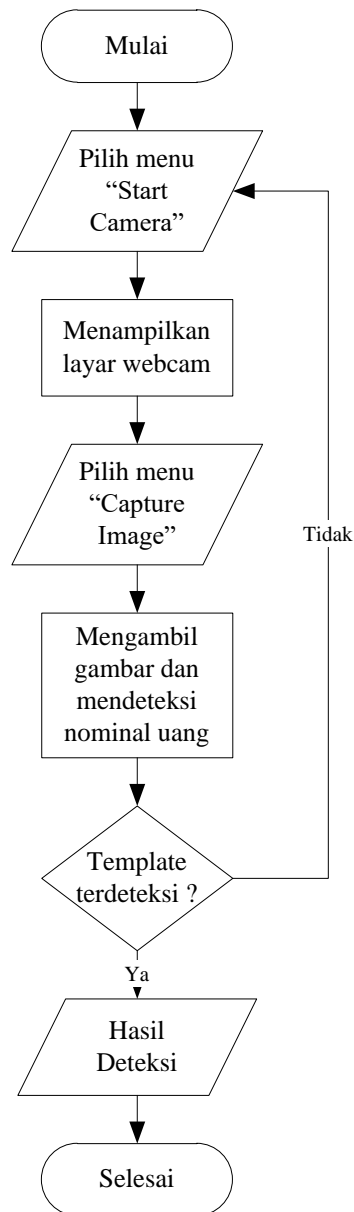 Mulai
Pilih menu
“Start
Camera”
Menampilkan
layar webcam
Pilih menu
“Capture
Image”
Tidak
Mengambil
gambar dan
mendeteksi
nominal uang
Template
terdeteksi ?
Ya
Hasil
Deteksi
Selesai